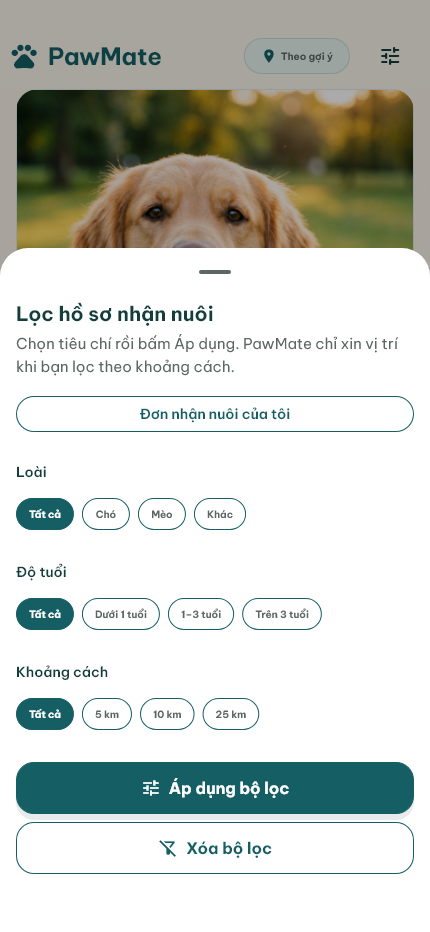 PawMate
Theo gợi ý
Lọc hồ sơ nhận nuôi
Chọn tiêu chí rồi bấm Áp dụng. PawMate chỉ xin vị trí
khi bạn lọc theo khoảng cách.
Đơn nhận nuôi của tôi
Loài
Tất cả Chó Mèo Khác
Độ tuổi
Tất cả Dưới 1 tuổi 1–3 tuổi Trên 3 tuổi
Khoảng cách
Tất cả 5 km 10 km 25 km
Áp dụng bộ lọc
Xóa bộ lọc